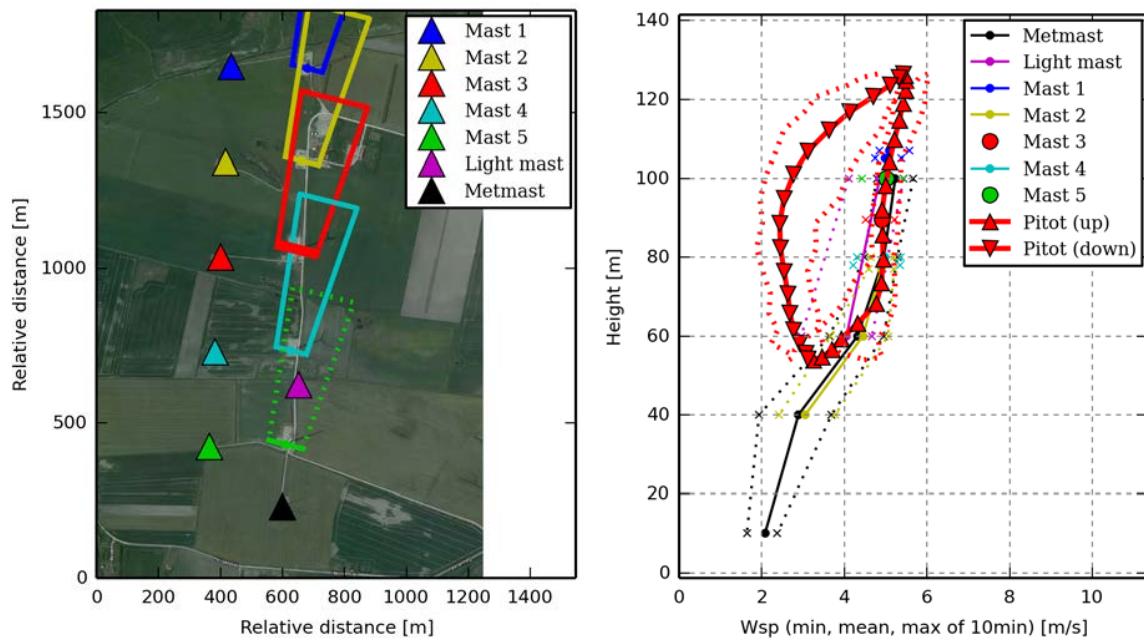 Mast 1
Mast 2
Mast 3
Mast 4
Mast 5
Light mast
Metmast
1500
1000
500
0
Relative distance [m]
0 200 400 600 800 1000 1200 1400
Relative distance [m]
Metmast
Light mast
Mast 1
Mast 2
Mast 3
Mast 4
Mast 5
Pitot (up)
Pitot (down)
140
120
100
80
60
40
20
0
Height [m]
0 2 4 6 8 10
Wsp (min, mean, max of 10min) [m/s]